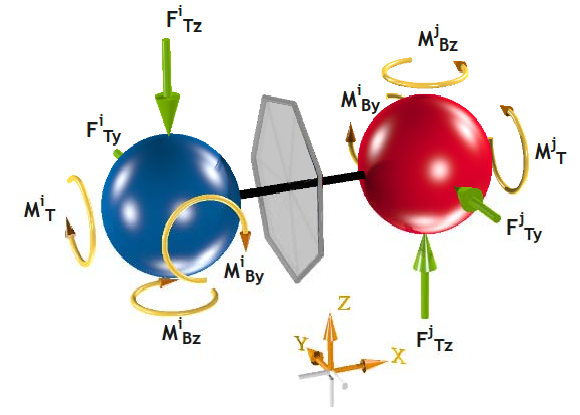 F^i_Tz
M^j_Bz
M^i_By
F^i_Ty
M^j_T
M^i_T
F^j_Ty
M^i_By
Z
M^i_Bz
Y
X
F^j_Tz